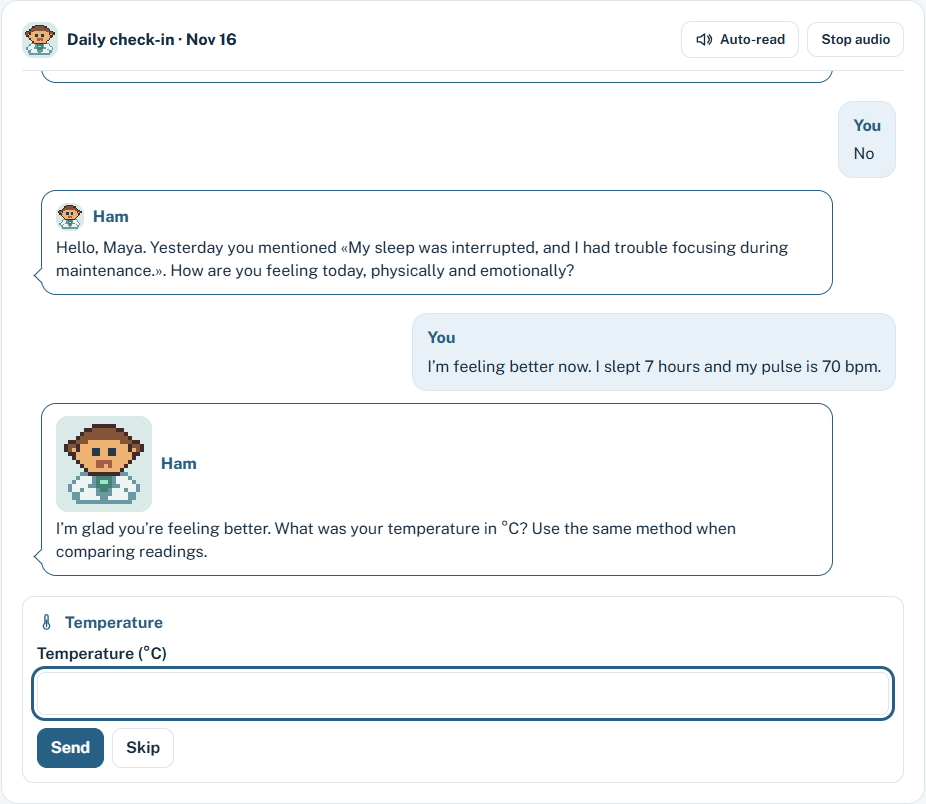 Daily check-in · Nov 16
Auto-read
Stop audio
You
No
Ham
Hello, Maya. Yesterday you mentioned «My sleep was interrupted, and I had trouble focusing during
maintenance.». How are you feeling today, physically and emotionally?
You
I’m feeling better now. I slept 7 hours and my pulse is 70 bpm.
Ham
I’m glad you’re feeling better. What was your temperature in °C? Use the same method when
comparing readings.
Temperature
Temperature (°C)
Send
Skip